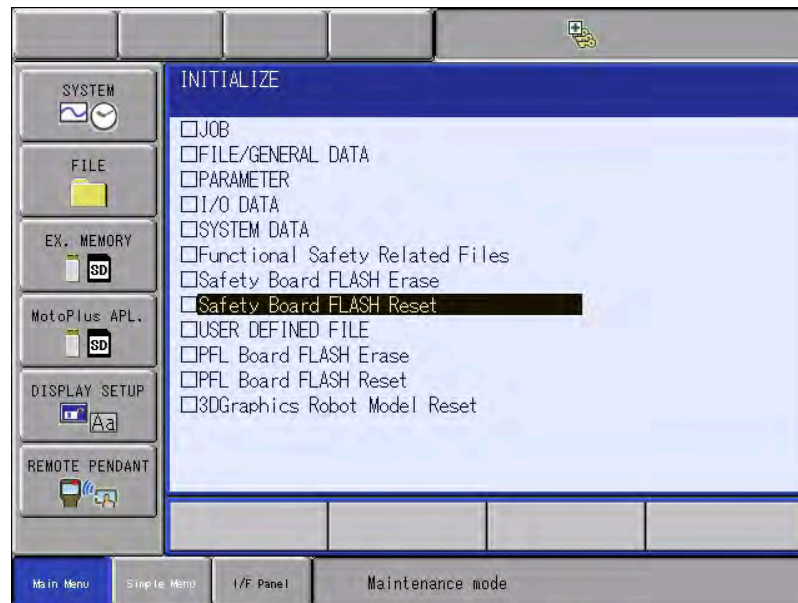 INITIALIZE
SYSTEM
FILE
EX. MEMORY
SD
MotoPlus APL.
SD
DISPLAY SETUP
Aa
REMOTE PENDANT
□JOB
□FILE/GENERAL DATA
□PARAMETER
□I/O DATA
□SYSTEM DATA
□Functional Safety Related Files
□Safety Board FLASH Erase
□Safety Board FLASH Reset
□USER DEFINED FILE
□PFL Board FLASH Erase
□PFL Board FLASH Reset
□3DGraphics Robot Model Reset
Main Menu
Simple Menu
I/F Panel
Maintenance mode